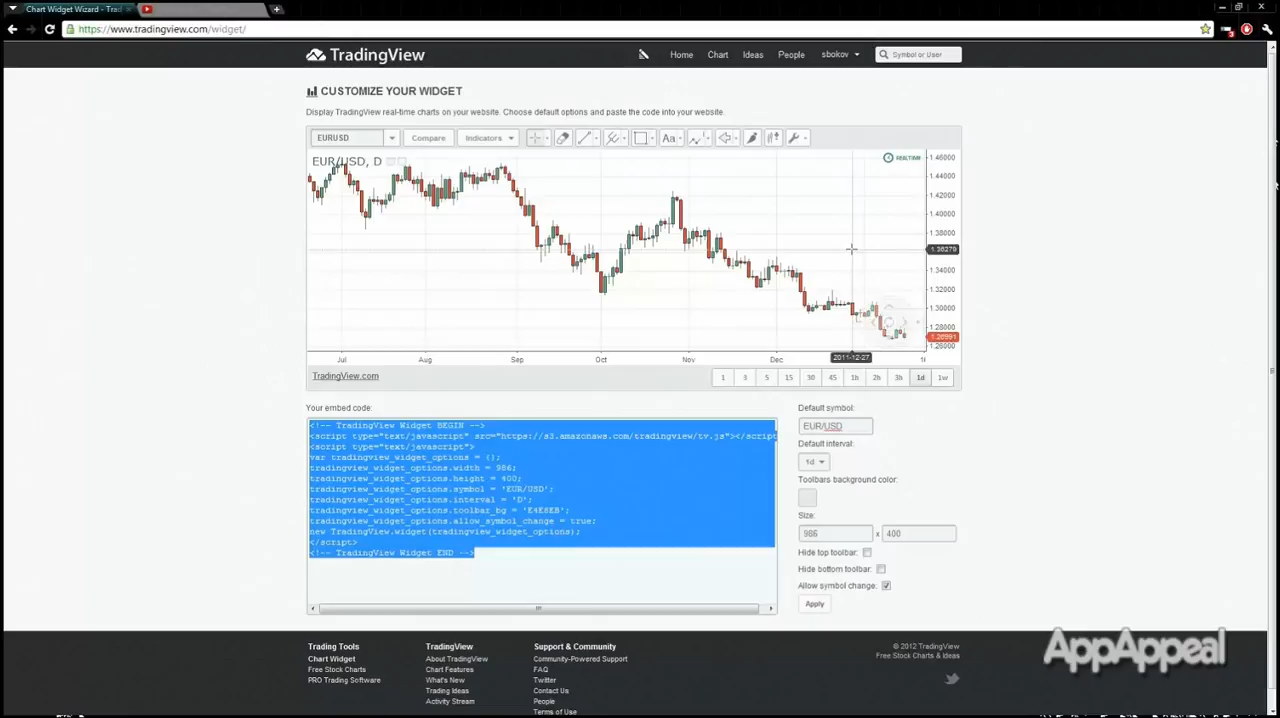 Chart Widget Wizard - Trad
https://www.tradingview.com/widget/
TradingView
Home
Chart
Ideas
People
sbokov
Symbol or User
CUSTOMIZE YOUR WIDGET
Display TradingView real-time charts on your website. Choose default options and paste the code into your website.
EURUSD
Compare
Indicators
Aa
EUR/USD, D
REALTIME
1.46000
1.44000
1.42000
1.40000
1.38000
1.36279
1.34000
1.32000
1.30000
1.28000
1.26991
1.26000
Jul
Aug
Sep
Oct
Nov
Dec
2011-12-27
TradingView.com
1
3
5
15
30
45
1h
2h
3h
1d
1w
Your embed code:
<!-- TradingView Widget BEGIN -->
<script type="text/javascript" src="https://s3.amazonaws.com/tradingview/tv.js"></script
<script type="text/javascript">
var tradingview_widget_options = {};
tradingview_widget_options.width = 986;
tradingview_widget_options.height = 400;
tradingview_widget_options.symbol = 'EUR/USD';
tradingview_widget_options.interval = 'D';
tradingview_widget_options.toolbar_bg = 'E4E8EB';
tradingview_widget_options.allow_symbol_change = true;
new TradingView.widget(tradingview_widget_options);
</script>
<!-- TradingView Widget END -->
Default symbol:
EUR/USD
Default interval:
1d
Toolbars background color:
Size:
986 x 400
Hide top toolbar:
Hide bottom toolbar:
Allow symbol change:
Apply
Trading Tools
Chart Widget
Free Stock Charts
PRO Trading Software
TradingView
About TradingView
Chart Features
What's New
Trading Ideas
Activity Stream
Support & Community
Community-Powered Support
FAQ
Twitter
Contact Us
People
Terms of Use
© 2012 TradingView
Free Stock Charts & Ideas
AppAppeal